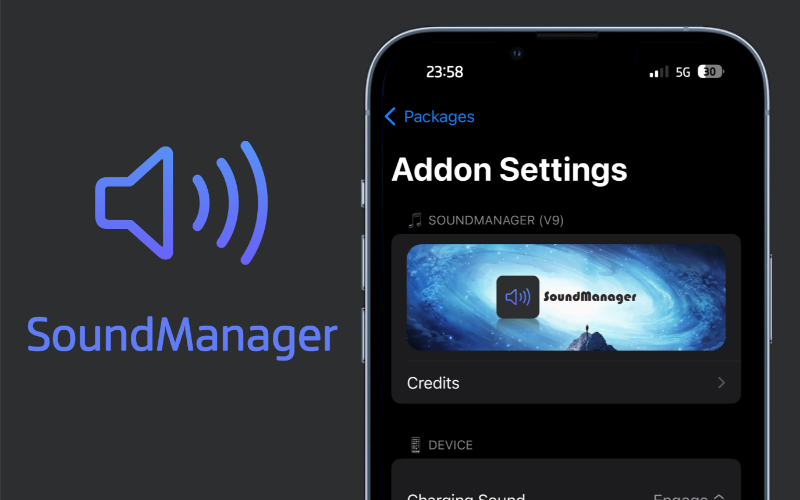 SoundManager
23:58
5G 30
Packages
Addon Settings
SOUNDMANAGER (V9)
SoundManager
Credits
DEVICE
Charging Sound Engage